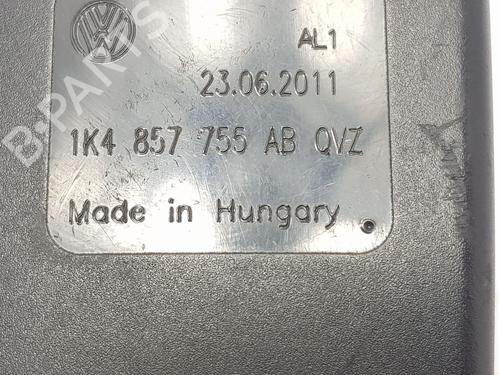 AL1
23.06.2011
1K4 857 755 AB QVZ
Made in Hungary
B-PARTS